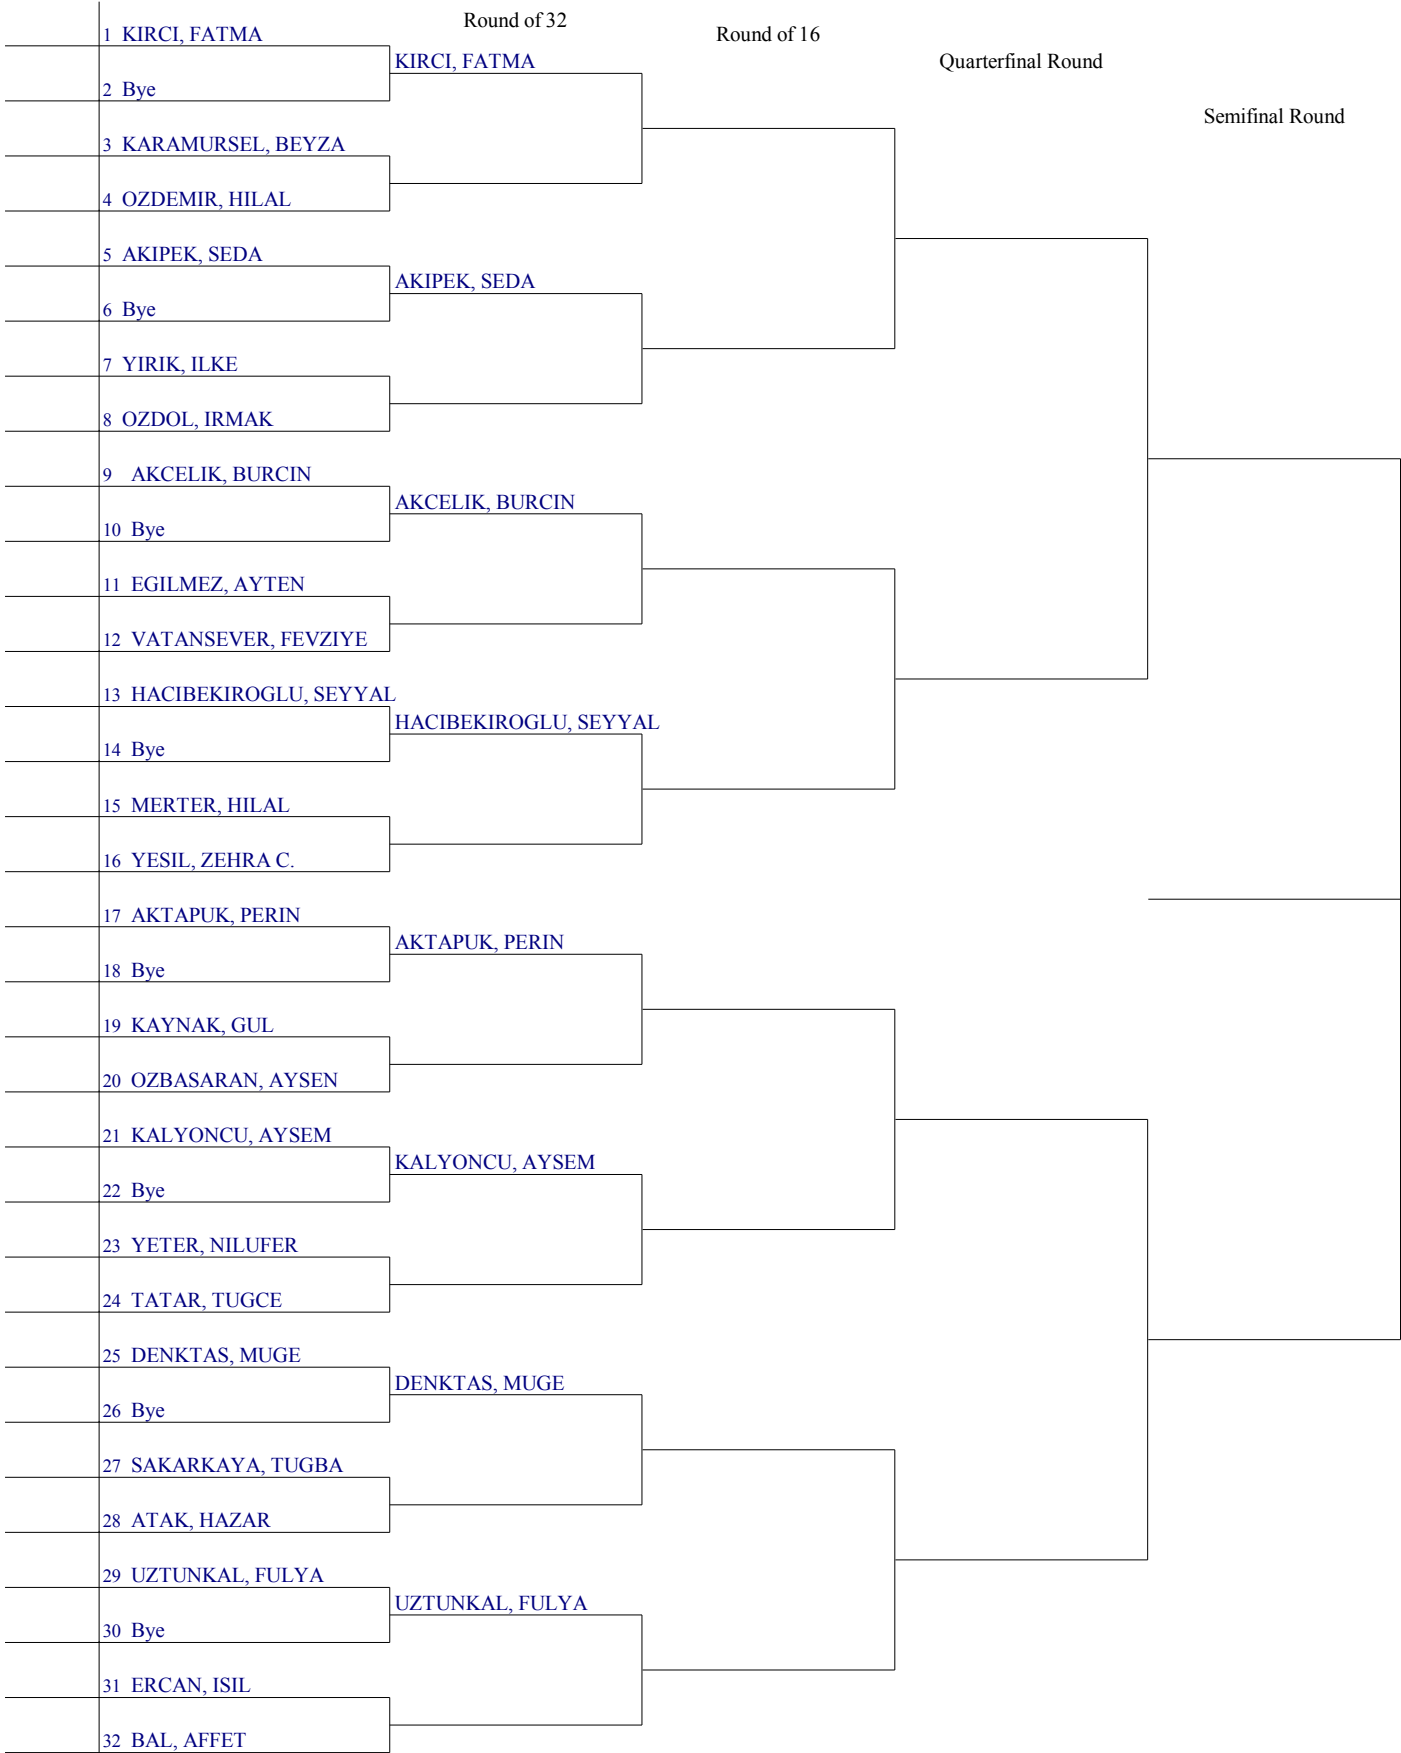 Round of 32
Round of 16
Quarterfinal Round
Semifinal Round
1 KIRCI, FATMA
KIRCI, FATMA
2 Bye
3 KARAMURSEL, BEYZA
4 OZDEMIR, HILAL
5 AKIPEK, SEDA
AKIPEK, SEDA
6 Bye
7 YIRIK, ILKE
8 OZDOL, IRMAK
9 AKCELIK, BURCIN
AKCELIK, BURCIN
10 Bye
11 EGILMEZ, AYTEN
12 VATANSEVER, FEVZIYE
13 HACIBEKIROGLU, SEYYAL
HACIBEKIROGLU, SEYYAL
14 Bye
15 MERTER, HILAL
16 YESIL, ZEHRA C.
17 AKTAPUK, PERIN
AKTAPUK, PERIN
18 Bye
19 KAYNAK, GUL
20 OZBASARAN, AYSEN
21 KALYONCU, AYSEM
KALYONCU, AYSEM
22 Bye
23 YETER, NILUFER
24 TATAR, TUGCE
25 DENKTAS, MUGE
DENKTAS, MUGE
26 Bye
27 SAKARKAYA, TUGBA
28 ATAK, HAZAR
29 UZTUNKAL, FULYA
UZTUNKAL, FULYA
30 Bye
31 ERCAN, ISIL
32 BAL, AFFET